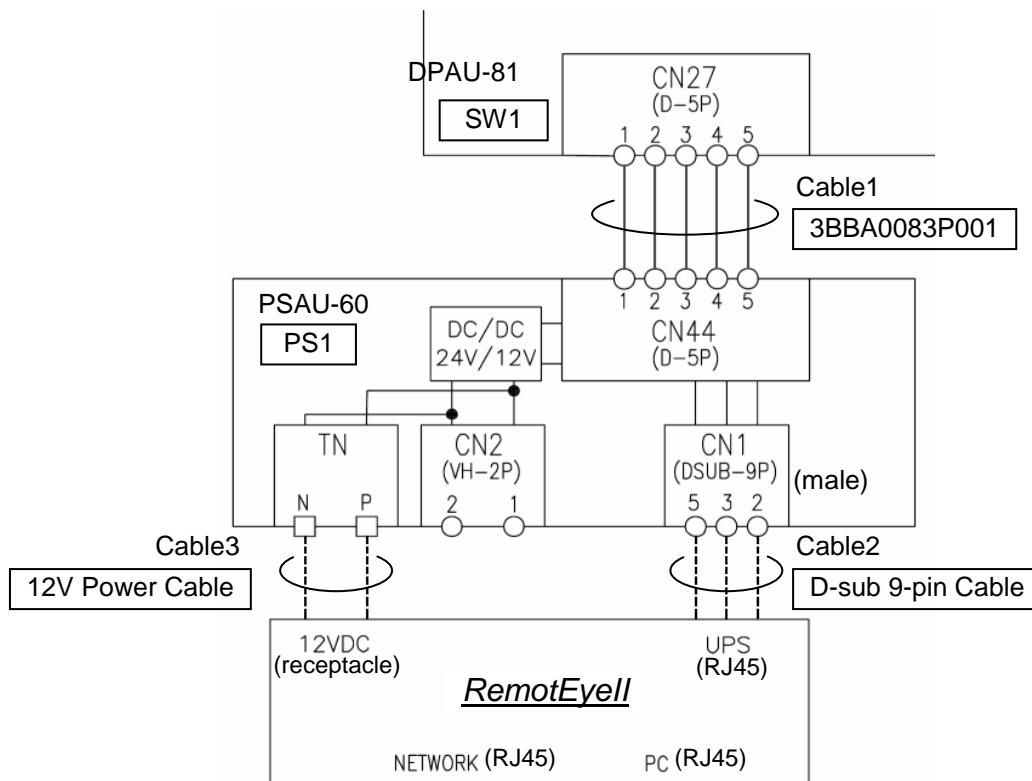 DPAU-81
SW1
CN27
(D-5P)
1 2 3 4 5
Cable1
3BBA0083P001
1 2 3 4 5
PSAU-60
PS1
DC/DC
24V/12V
CN44
(D-5P)
TN
N P
CN2
(VH-2P)
2 1
CN1
(DSUB-9P)
5 3 2
(male)
Cable3
12V Power Cable
Cable2
D-sub 9-pin Cable
12VDC
(receptacle)
UPS
(RJ45)
RemotEyeII
NETWORK (RJ45)
PC (RJ45)